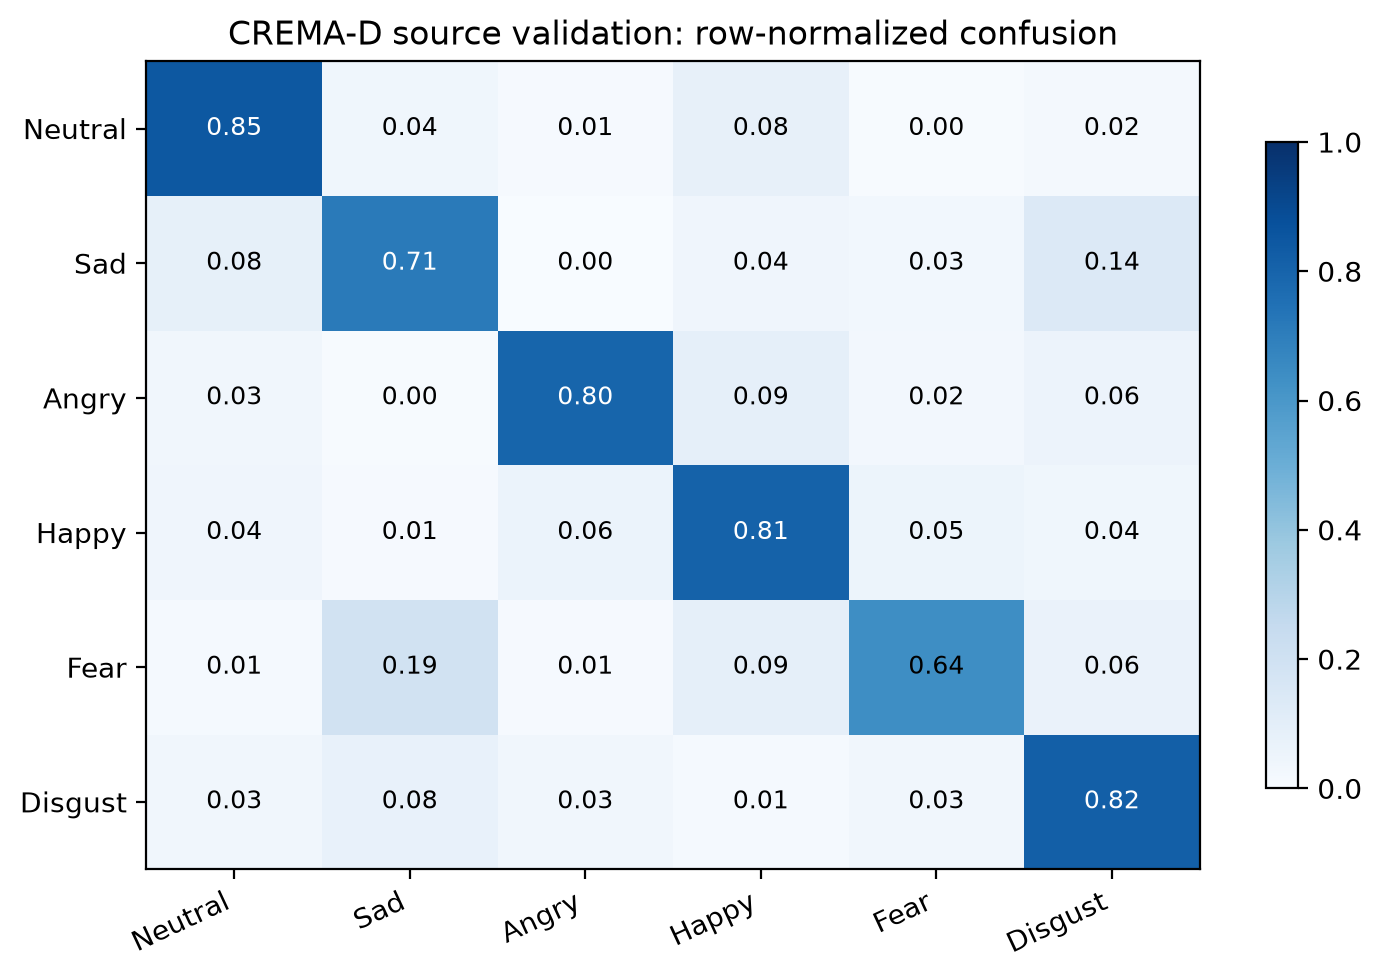 CREMA-D source validation: row-normalized confusion
Neutral 0.85 0.04 0.01 0.08 0.00 0.02
Sad 0.08 0.71 0.00 0.04 0.03 0.14
Angry 0.03 0.00 0.80 0.09 0.02 0.06
Happy 0.04 0.01 0.06 0.81 0.05 0.04
Fear 0.01 0.19 0.01 0.09 0.64 0.06
Disgust 0.03 0.08 0.03 0.01 0.03 0.82
Neutral Sad Angry Happy Fear Disgust
1.0
0.8
0.6
0.4
0.2
0.0